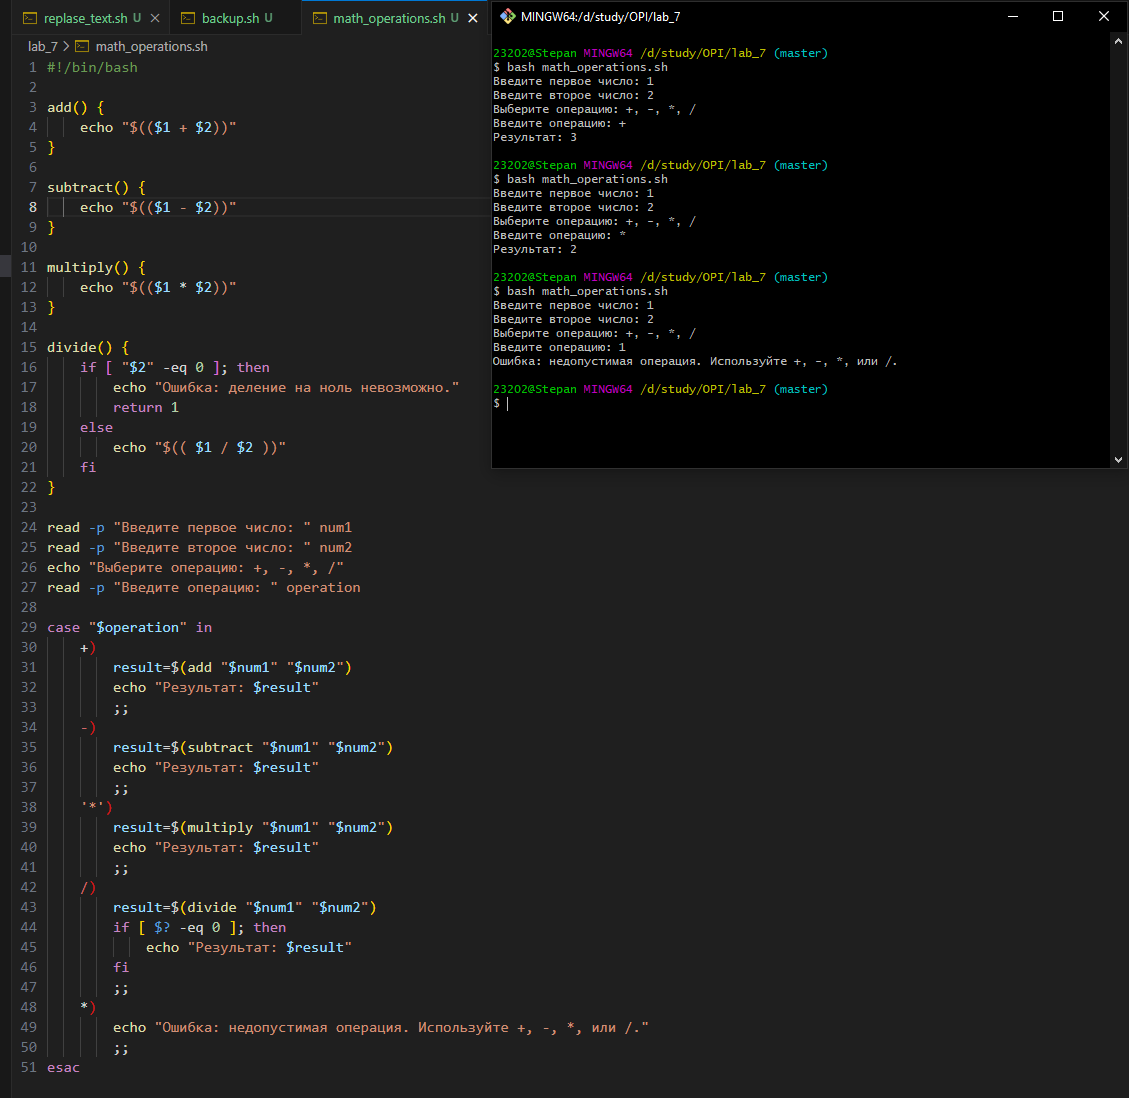 replase_text.sh U
backup.sh U
math_operations.sh U
lab_7 > math_operations.sh
1 #!/bin/bash
2
3 add() {
4 echo "$(($1 + $2))"
5 }
6
7 subtract() {
8 echo "$(($1 - $2))"
9 }
10
11 multiply() {
12 echo "$(($1 * $2))"
13 }
14
15 divide() {
16 if [ "$2" -eq 0 ]; then
17 echo "Ошибка: деление на ноль невозможно."
18 return 1
19 else
20 echo "$(( $1 / $2 ))"
21 fi
22 }
23
24 read -p "Введите первое число: " num1
25 read -p "Введите второе число: " num2
26 echo "Выберите операцию: +, -, *, /"
27 read -p "Введите операцию: " operation
28
29 case "$operation" in
30 +)
31 result=$(add "$num1" "$num2")
32 echo "Результат: $result"
33 ;;
34 -)
35 result=$(subtract "$num1" "$num2")
36 echo "Результат: $result"
37 ;;
38 '*')
39 result=$(multiply "$num1" "$num2")
40 echo "Результат: $result"
41 ;;
42 /)
43 result=$(divide "$num1" "$num2")
44 if [ $? -eq 0 ]; then
45 echo "Результат: $result"
46 fi
47 ;;
48 *)
49 echo "Ошибка: недопустимая операция. Используйте +, -, *, или /."
50 ;;
51 esac
MINGW64:/d/study/OPI/lab_7
23202@Stepan MINGW64 /d/study/OPI/lab_7 (master)
$ bash math_operations.sh
Введите первое число: 1
Введите второе число: 2
Выберите операцию: +, -, *, /
Введите операцию: +
Результат: 3
23202@Stepan MINGW64 /d/study/OPI/lab_7 (master)
$ bash math_operations.sh
Введите первое число: 1
Введите второе число: 2
Выберите операцию: +, -, *, /
Введите операцию: *
Результат: 2
23202@Stepan MINGW64 /d/study/OPI/lab_7 (master)
$ bash math_operations.sh
Введите первое число: 1
Введите второе число: 2
Выберите операцию: +, -, *, /
Введите операцию: 1
Ошибка: недопустимая операция. Используйте +, -, *, или /.
23202@Stepan MINGW64 /d/study/OPI/lab_7 (master)
$